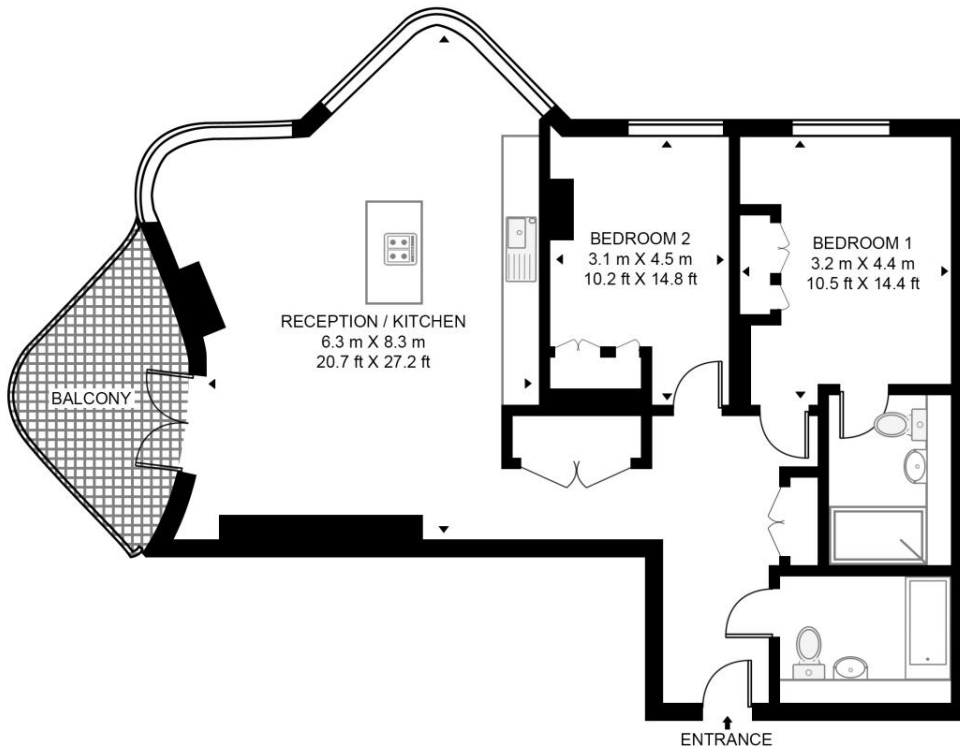 BEDROOM 2
3.1 m X 4.5 m
10.2 ft X 14.8 ft
BEDROOM 1
3.2 m X 4.4 m
10.5 ft X 14.4 ft
RECEPTION / KITCHEN
6.3 m X 8.3 m
20.7 ft X 27.2 ft
BALCONY
ENTRANCE